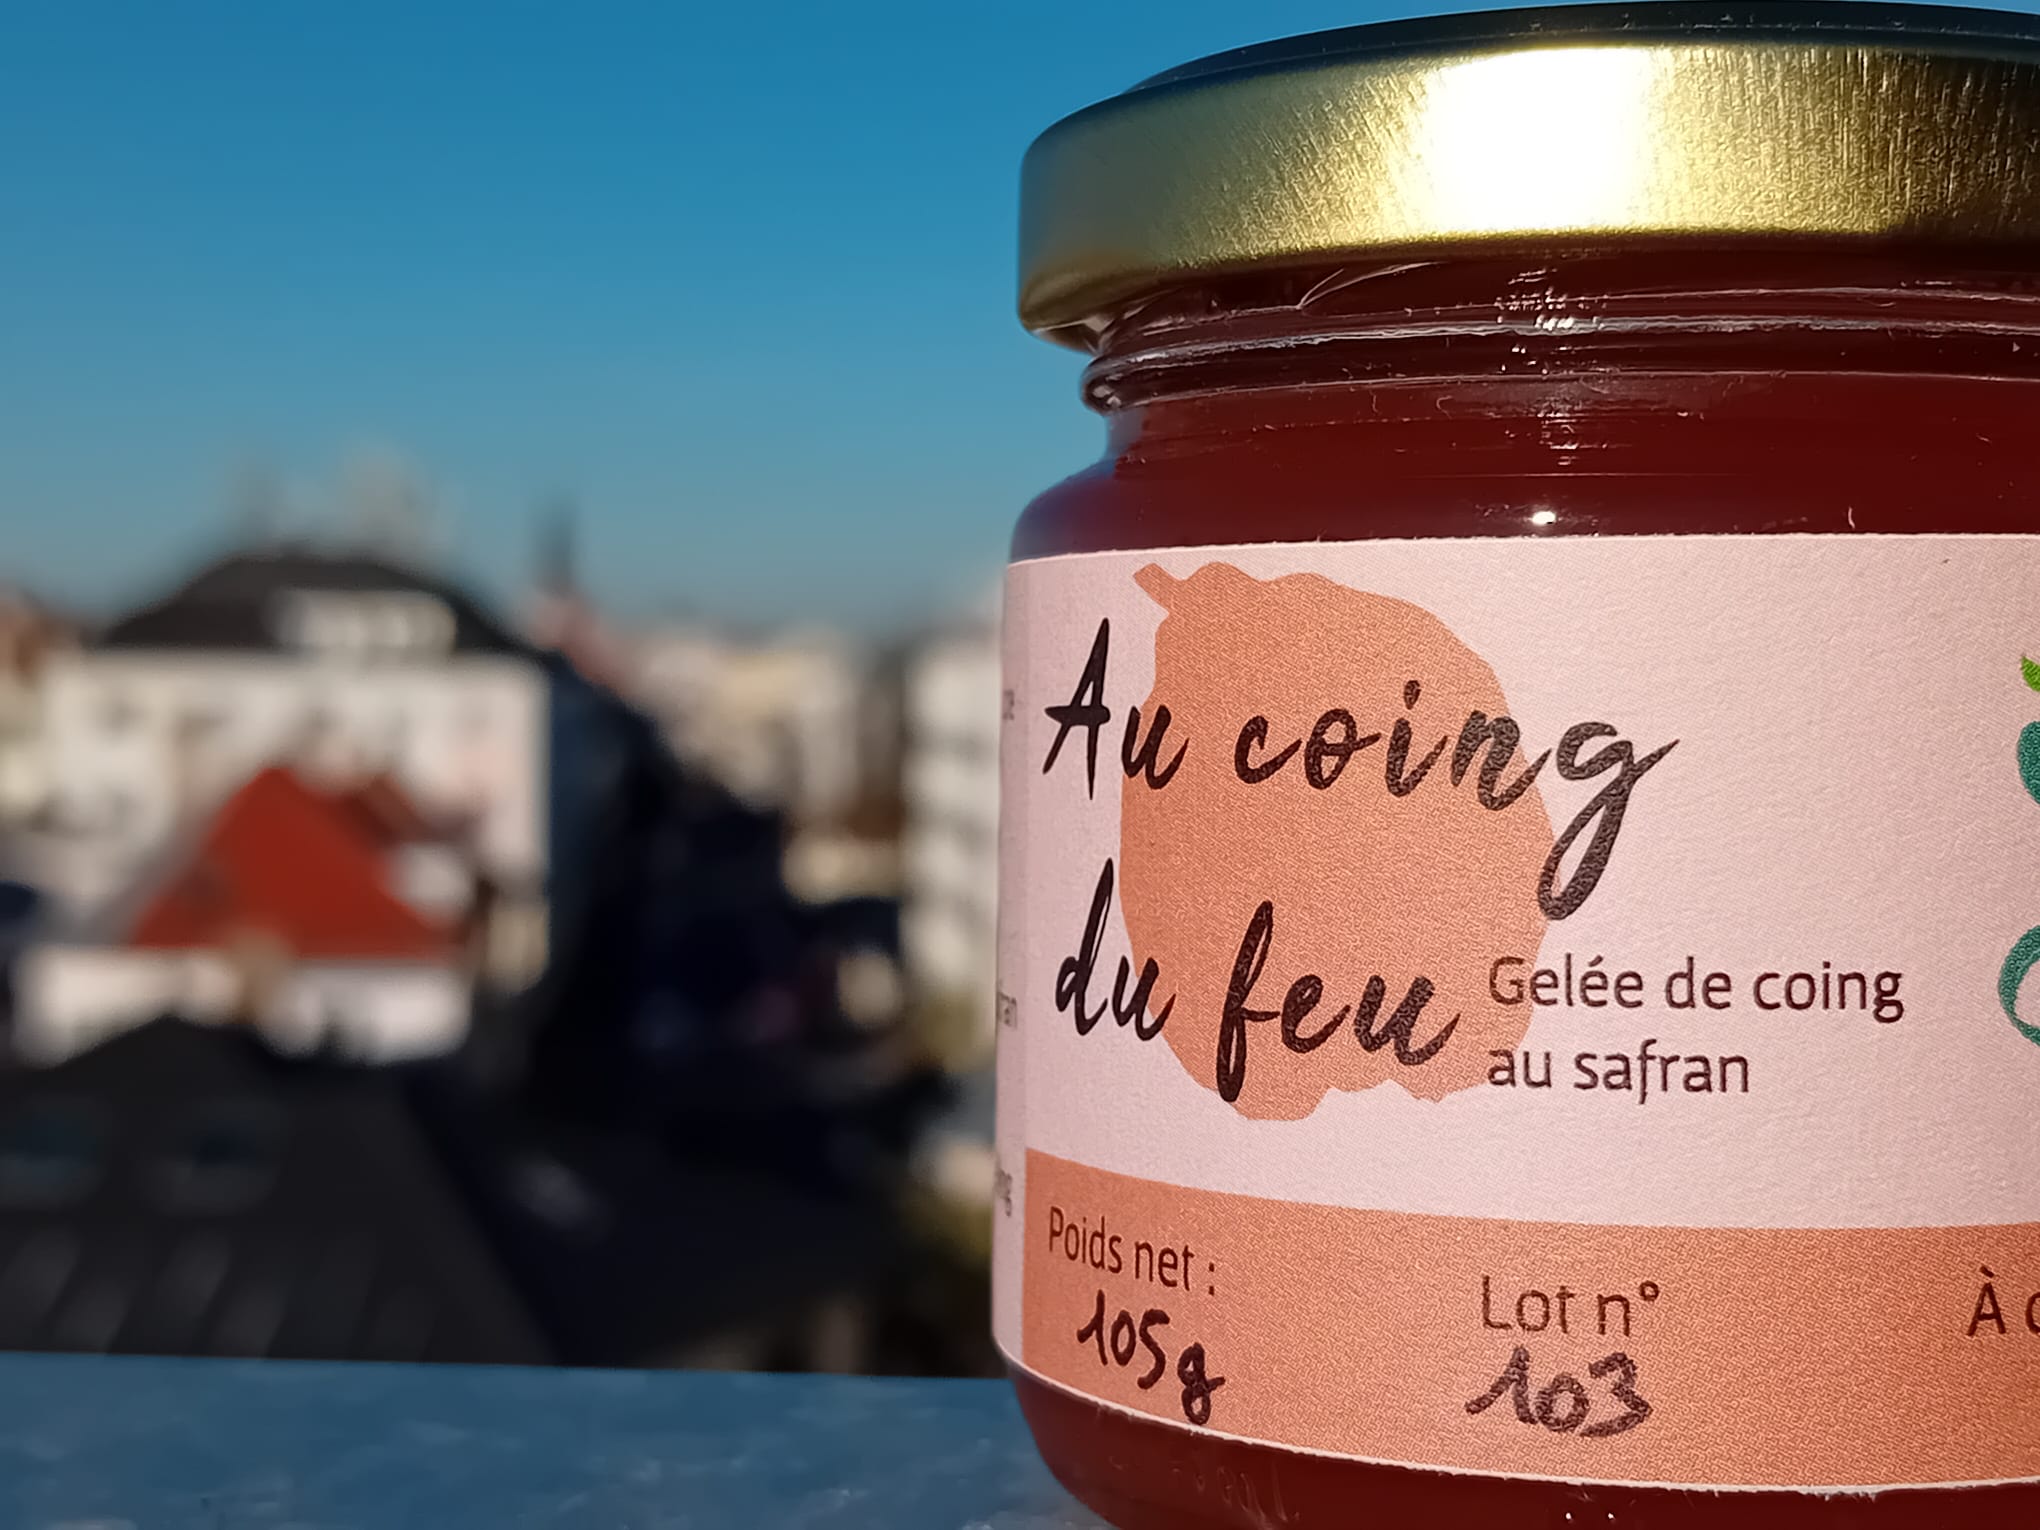 Au coing
du feu
Gelée de coing
au safran
Poids net :
105g
Lot n°
103
À